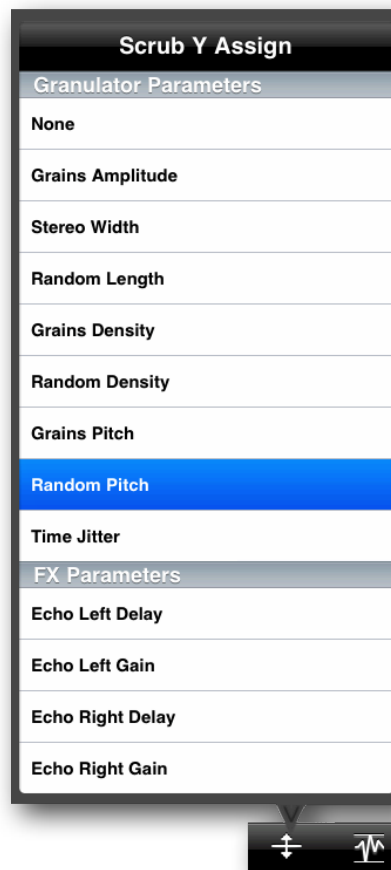 Scrub Y Assign
Granulator Parameters
None
Grains Amplitude
Stereo Width
Random Length
Grains Density
Random Density
Grains Pitch
Random Pitch
Time Jitter
FX Parameters
Echo Left Delay
Echo Left Gain
Echo Right Delay
Echo Right Gain